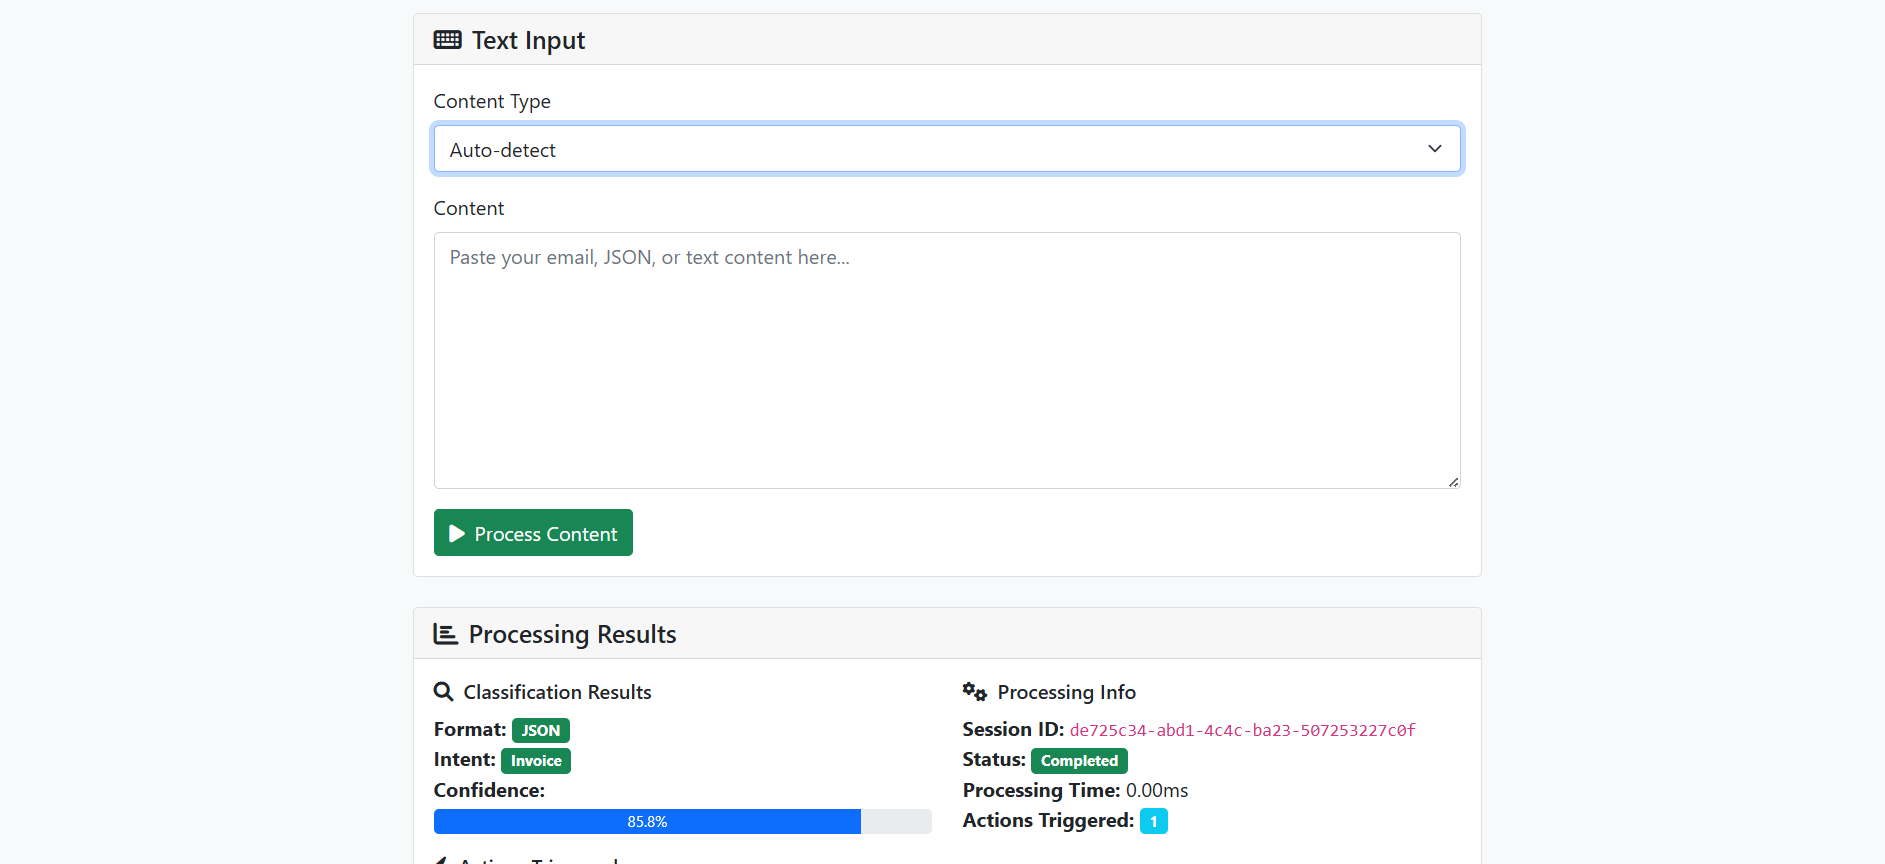 Text Input
Content Type
Auto-detect
Content
Paste your email, JSON, or text content here...
Process Content
Processing Results
Classification Results
Format: JSON
Intent: Invoice
Confidence:
85.8%
Processing Info
Session ID: de725c34-abd1-4c4c-ba23-507253227c0f
Status: Completed
Processing Time: 0.00ms
Actions Triggered: 1